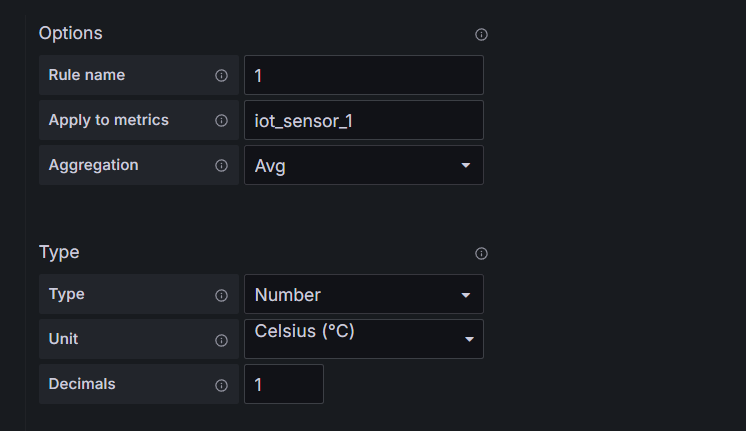 Options
Rule name 1
Apply to metrics iot_sensor_1
Aggregation Avg
Type
Type Number
Unit Celsius (°C)
Decimals 1